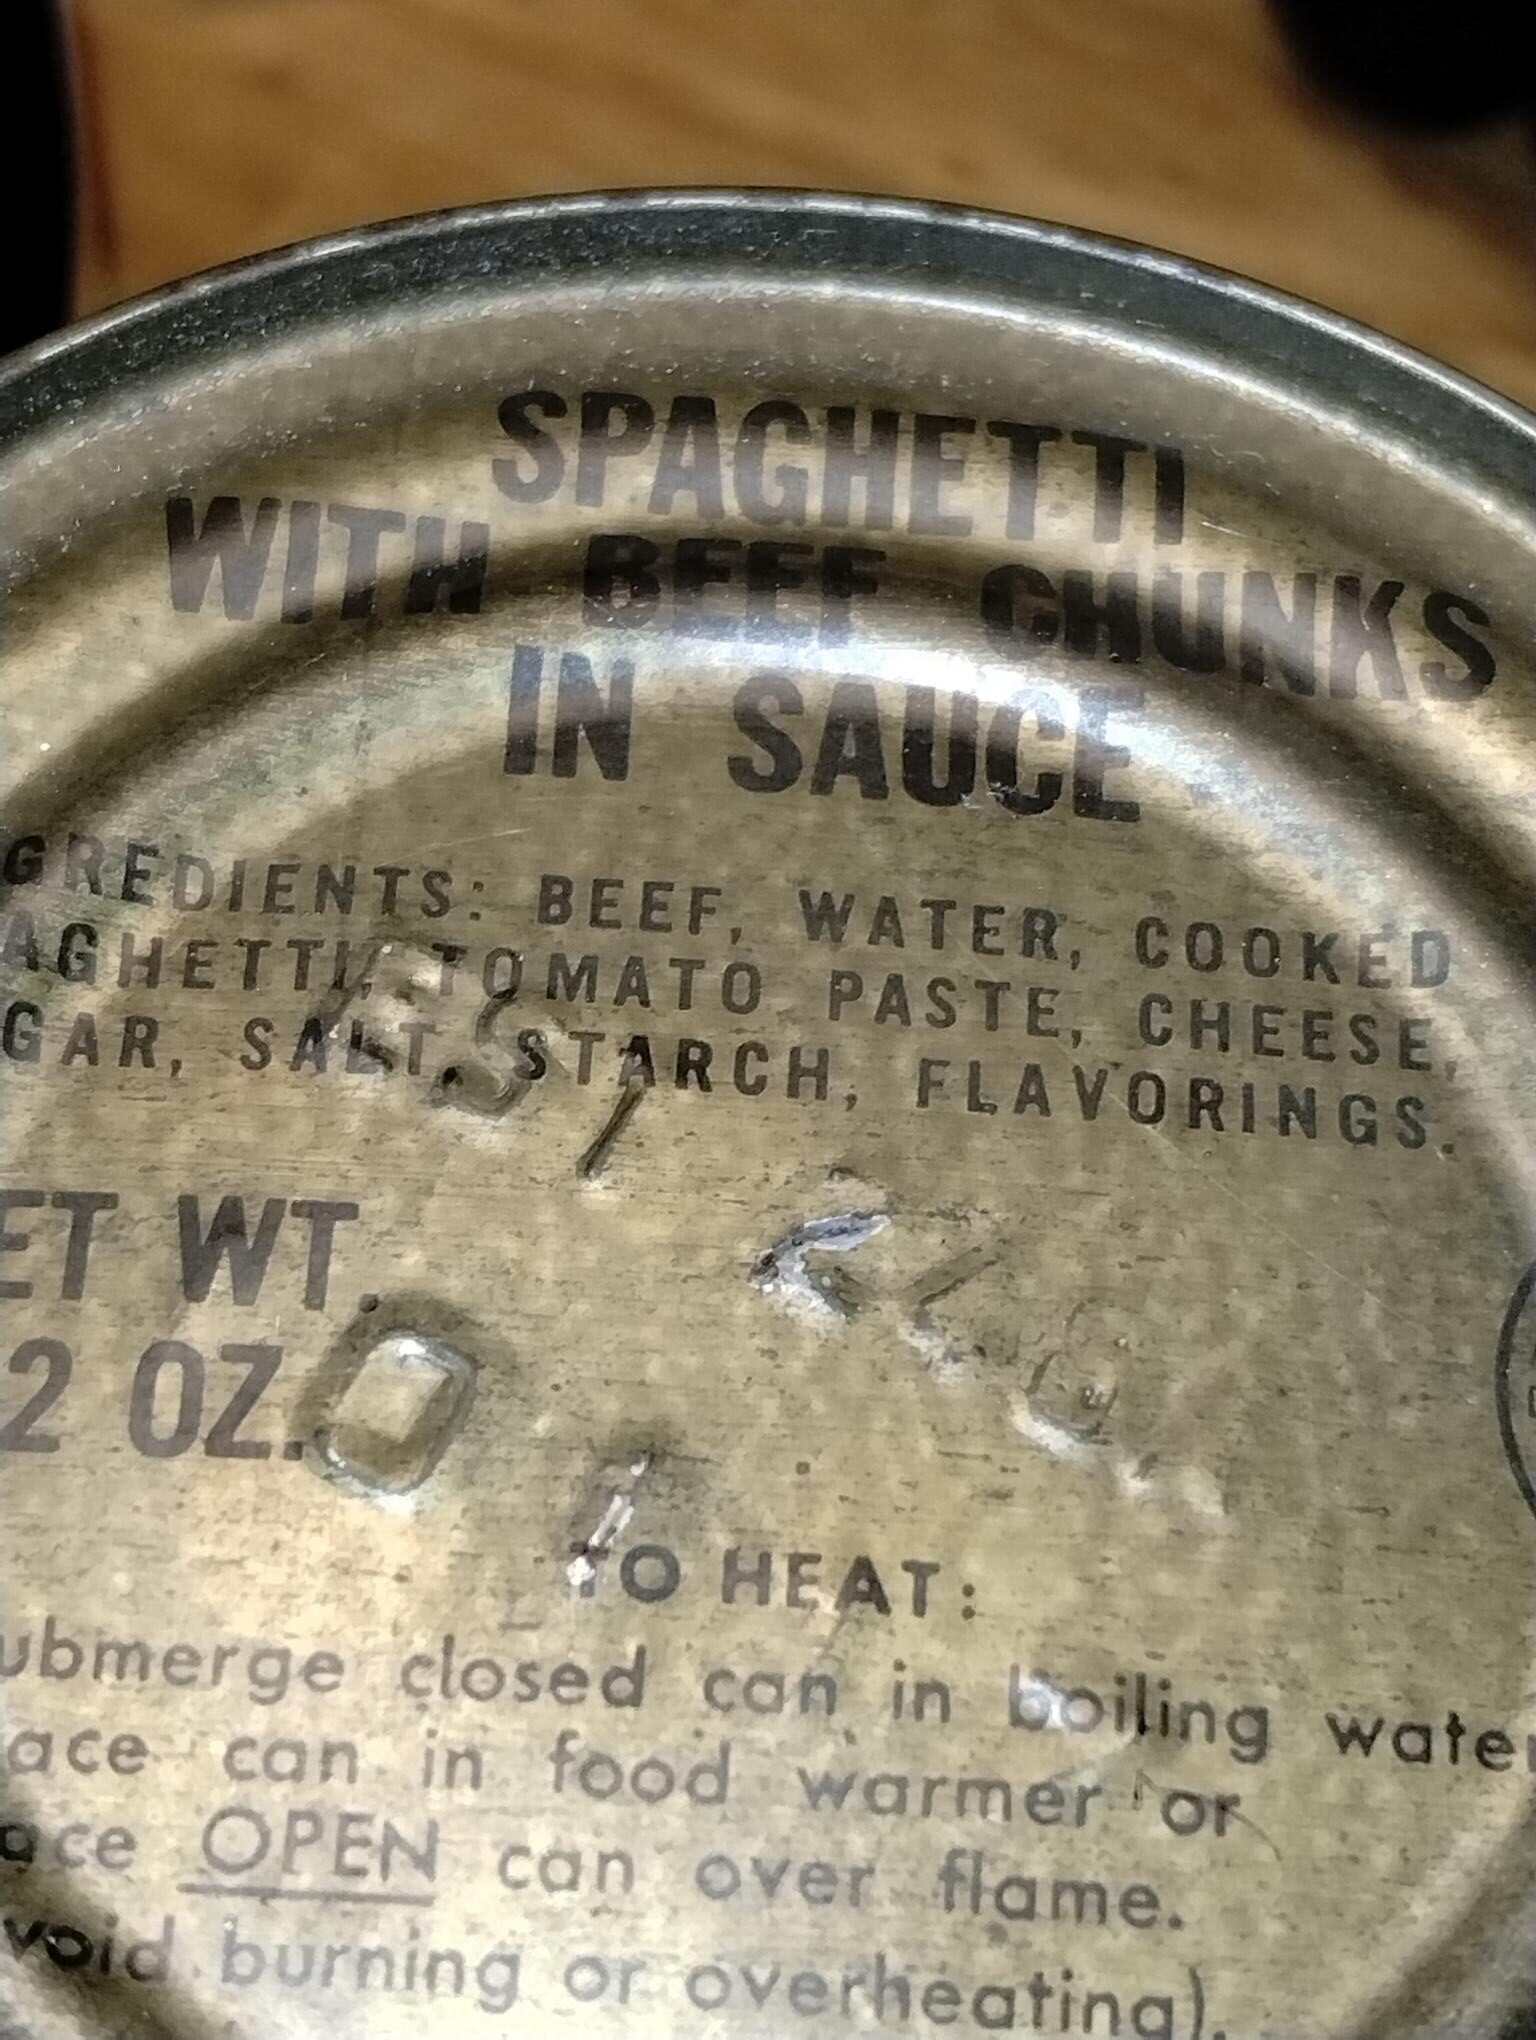 SPAGHETTI
WITH BEEF CHUNKS
IN SAUCE
GREDIENTS: BEEF, WATER, COOKED
AGHETTI, TOMATO PASTE, CHEESE,
GAR, SALT, STARCH, FLAVORINGS.
ET WT.
2 OZ.
TO HEAT:
ubmerge closed can in boiling water
ace can in food warmer or
ace OPEN can over flame.
void burning or overheating).